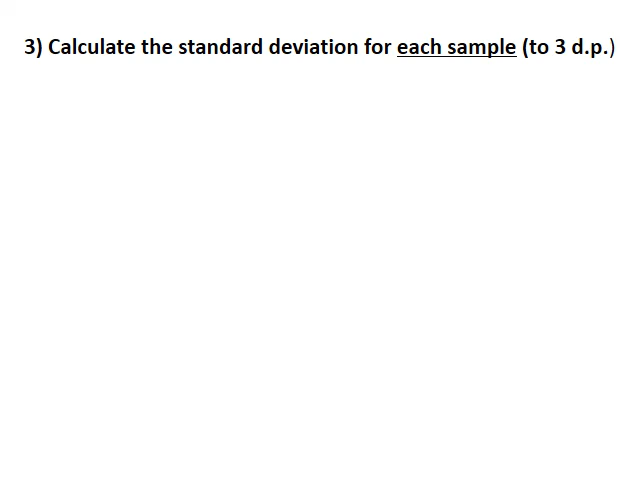 3) Calculate the standard deviation for each sample (to 3 d.p.)